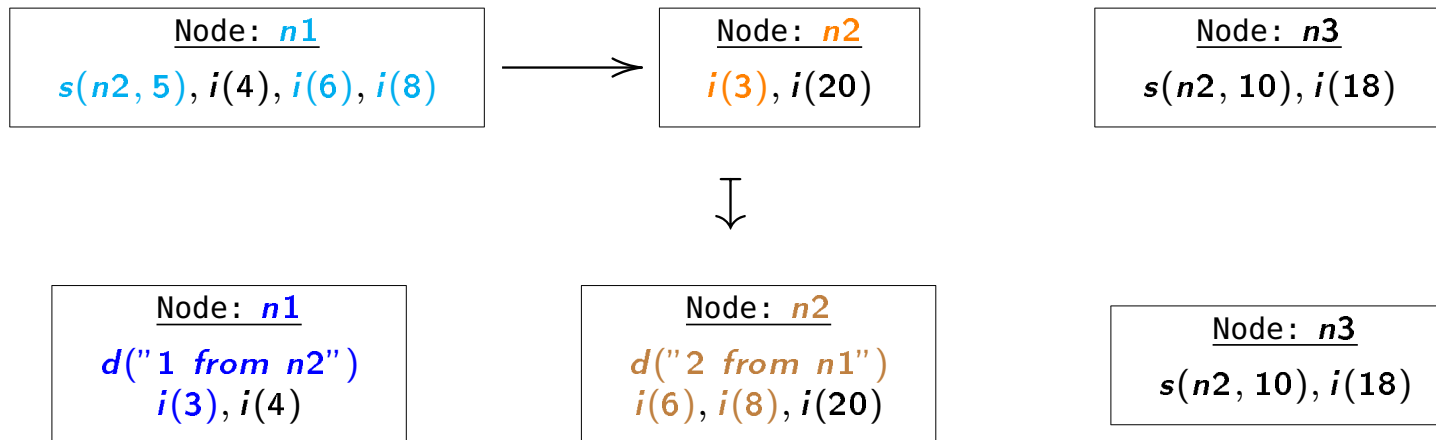 Node: n1
s(n2, 5), i(4), i(6), i(8)
Node: n2
i(3), i(20)
Node: n3
s(n2, 10), i(18)
Node: n1
d("1 from n2")
i(3), i(4)
Node: n2
d("2 from n1")
i(6), i(8), i(20)
Node: n3
s(n2, 10), i(18)